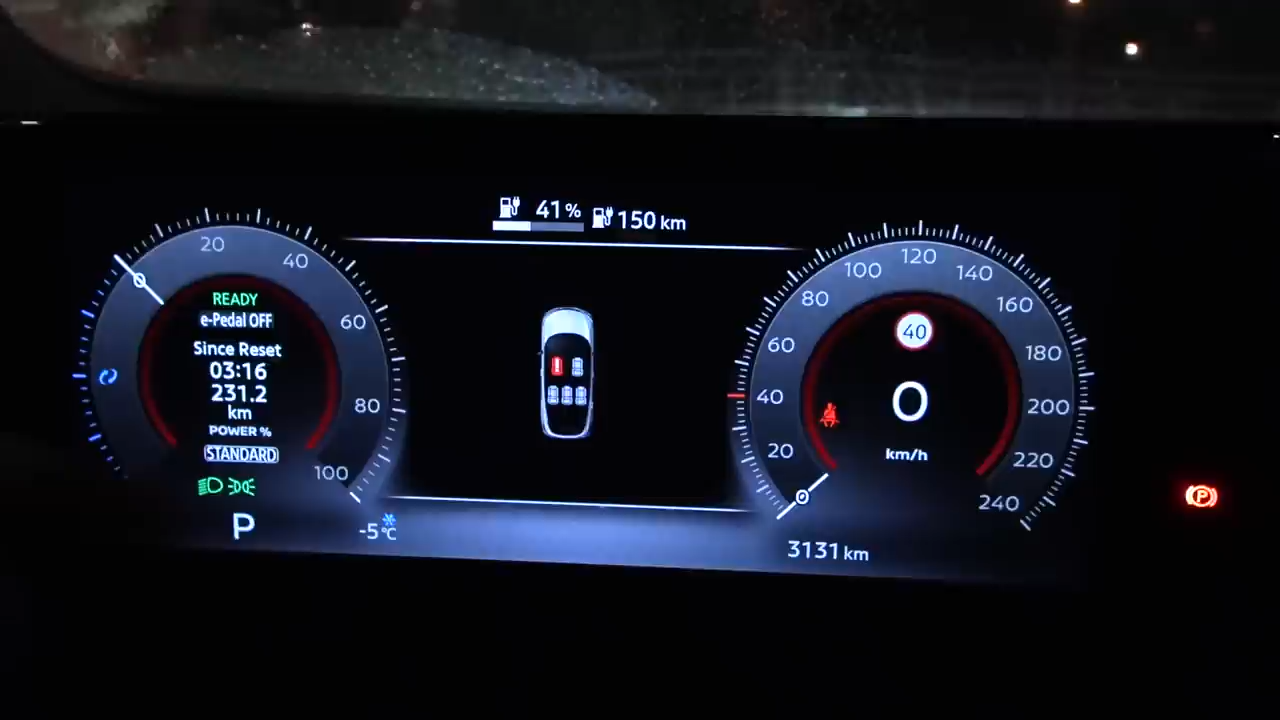 41% 150 km
0 20 40 60 80 100
READY
e-Pedal OFF
Since Reset
03:16
231.2
km
POWER %
STANDARD
P
-5°C
0 20 40 60 80 100 120 140 160 180 200 220 240
40
0
km/h
3131 km
P